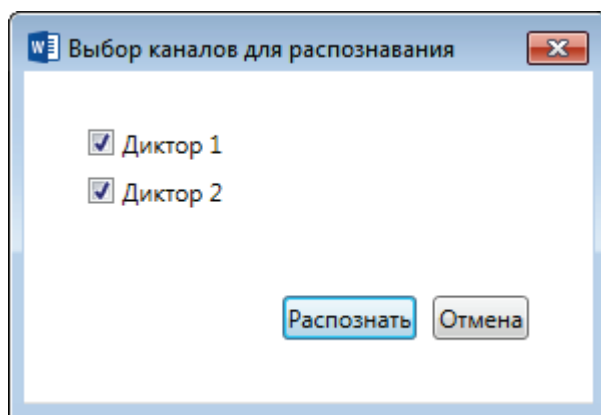 Выбор каналов для распознавания
Диктор 1
Диктор 2
Распознать Отмена